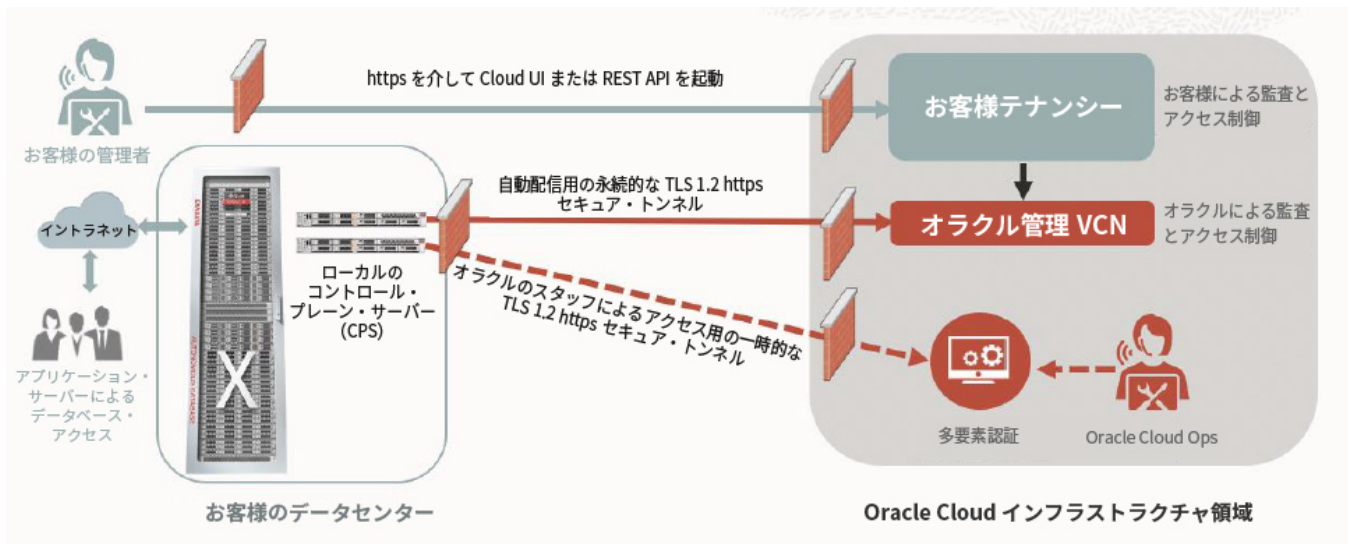 https を介して Cloud UI または REST API を起動
お客様の管理者
お客様テナンシー
お客様による監査と
アクセス制御
自動配信用の永続的な TLS 1.2 https
セキュア・トンネル
オラクル管理 VCN
オラクルによる監査
とアクセス制御
イントラネット
ローカルの
コントロール・
プレーン・サーバー
(CPS)
オラクルのスタッフによるアクセス用の一時的な
TLS 1.2 https セキュア・トンネル
X
アプリケーション・
サーバーによる
データベース・
アクセス
多要素認証
Oracle Cloud Ops
お客様のデータセンター
Oracle Cloud インフラストラクチャ領域